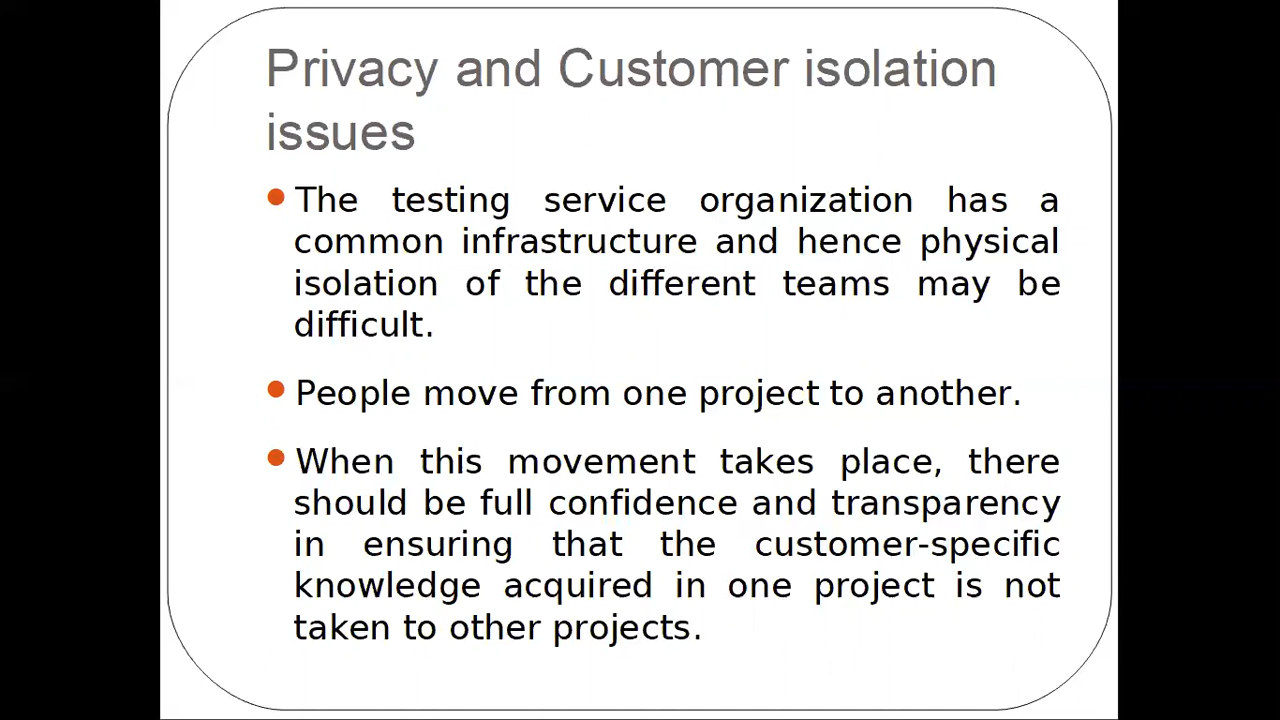 Privacy and Customer isolation
issues
The testing service organization has a
common infrastructure and hence physical
isolation of the different teams may be
difficult.
People move from one project to another.
When this movement takes place, there
should be full confidence and transparency
in ensuring that the customer-specific
knowledge acquired in one project is not
taken to other projects.